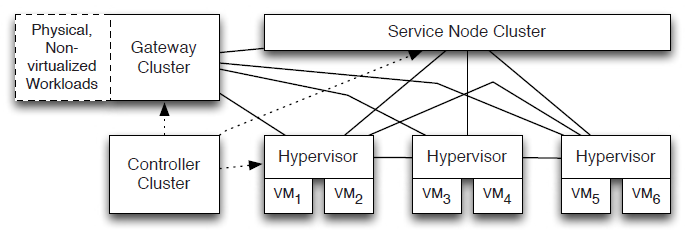 Physical,
Non-
virtualized
Workloads
Gateway
Cluster
Service Node Cluster
Controller
Cluster
Hypervisor
VM1
VM2
Hypervisor
VM3
VM4
Hypervisor
VM5
VM6